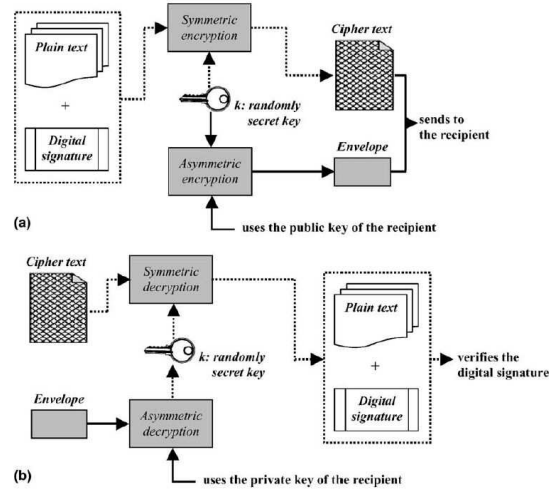 Symmetric
encryption
Cipher text
Plain text
+
k: randomly
secret key
Digital
signature
sends to
the recipient
Asymmetric
encryption
Envelope
uses the public key of the recipient
(a)
Cipher text
Symmetric
decryption
Plain text
+
k: randomly
secret key
verifies the
digital signature
Envelope
Asymmetric
decryption
Digital
signature
uses the private key of the recipient
(b)